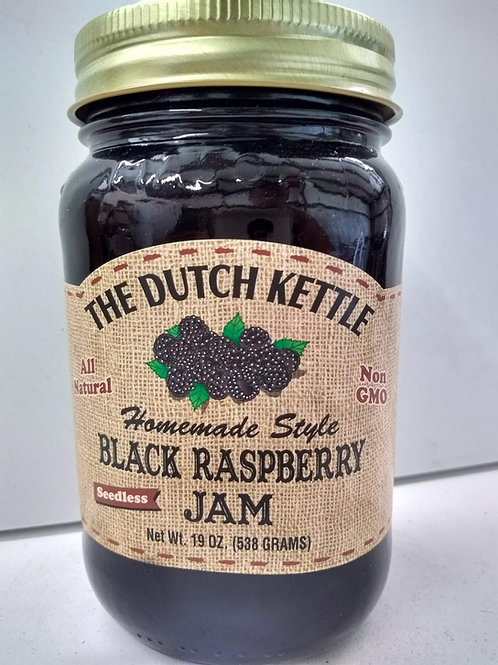 THE DUTCH KETTLE
All
Natural
Non
GMO
Homemade Style
BLACK RASPBERRY
Seedless
JAM
Net Wt. 19 OZ. (538 GRAMS)